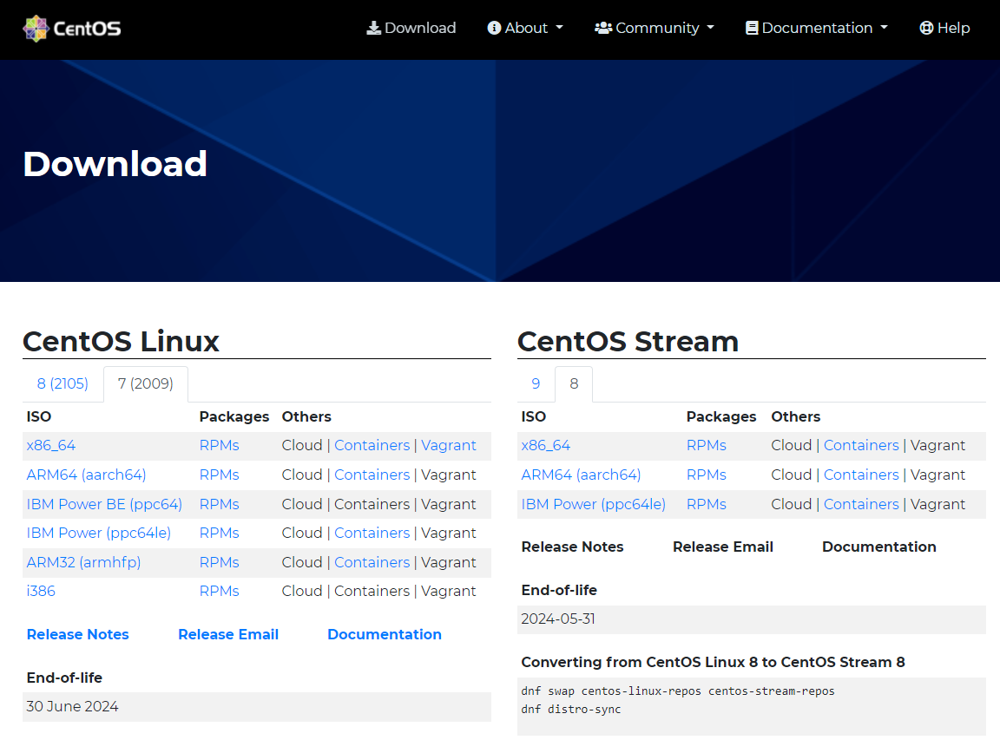 CentOS
Download About Community Documentation Help
Download
CentOS Linux
8 (2105) 7 (2009)
ISO Packages Others
x86_64 RPMs Cloud | Containers | Vagrant
ARM64 (aarch64) RPMs Cloud | Containers | Vagrant
IBM Power BE (ppc64) RPMs Cloud | Containers | Vagrant
IBM Power (ppc64le) RPMs Cloud | Containers | Vagrant
ARM32 (armhfp) RPMs Cloud | Containers | Vagrant
i386 RPMs Cloud | Containers | Vagrant
Release Notes Release Email Documentation
End-of-life
30 June 2024
CentOS Stream
9 8
ISO Packages Others
x86_64 RPMs Cloud | Containers | Vagrant
ARM64 (aarch64) RPMs Cloud | Containers | Vagrant
IBM Power (ppc64le) RPMs Cloud | Containers | Vagrant
Release Notes Release Email Documentation
End-of-life
2024-05-31
Converting from CentOS Linux 8 to CentOS Stream 8
dnf swap centos-linux-repos centos-stream-repos
dnf distro-sync